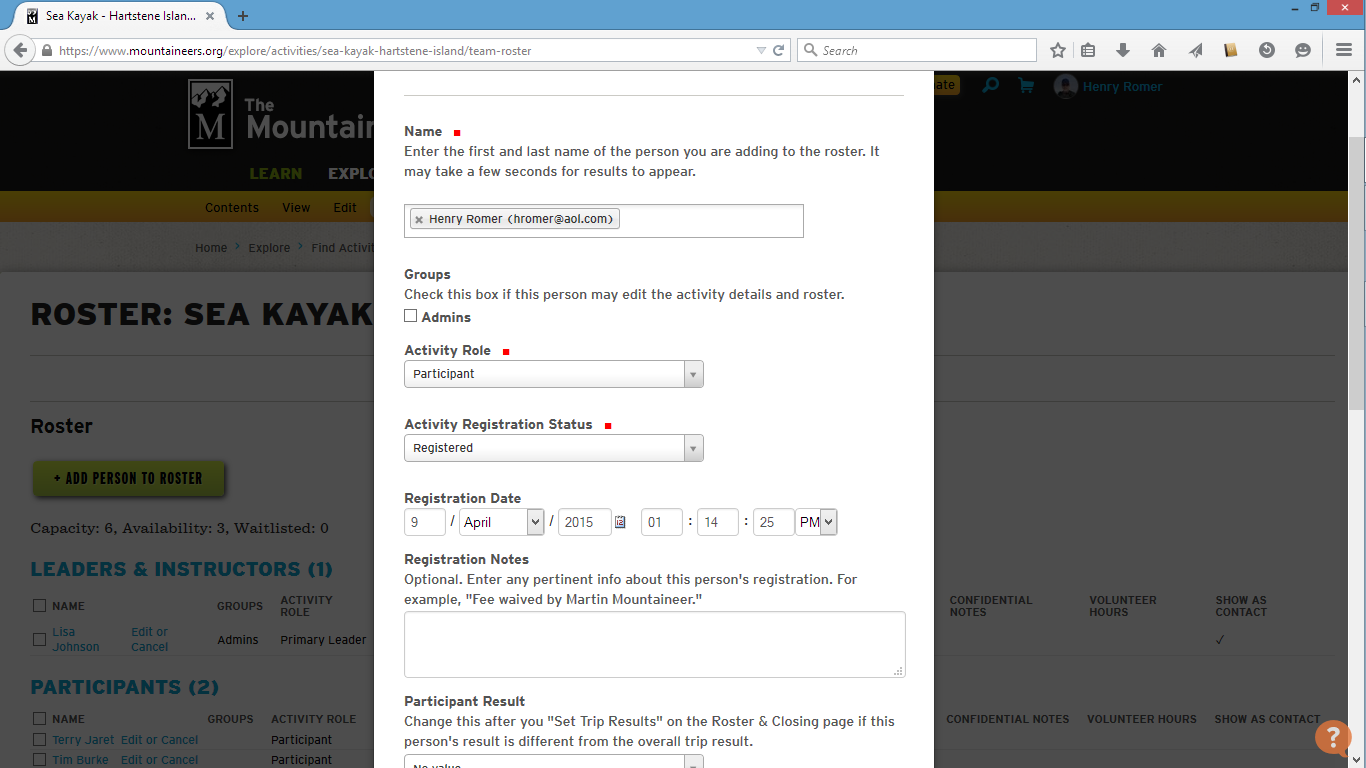 Sea Kayak - Hartstene Islan...
https://www.mountaineers.org/explore/activities/sea-kayak-hartstene-island/team-roster
Search
The
Mountain
M
ate
Henry Romer
LEARN EXPLO
Contents View Edit
Home Explore Find Activit
ROSTER: SEA KAYAK
Roster
+ ADD PERSON TO ROSTER
Capacity: 6, Availability: 3, Waitlisted: 0
LEADERS & INSTRUCTORS (1)
NAME GROUPS ACTIVITY ROLE CONFIDENTIAL NOTES VOLUNTEER HOURS SHOW AS CONTACT
Lisa Johnson Edit or Cancel Admins Primary Leader ✓
PARTICIPANTS (2)
NAME GROUPS ACTIVITY ROLE CONFIDENTIAL NOTES VOLUNTEER HOURS SHOW AS CONTACT
Terry Jaret Edit or Cancel Participant
Tim Burke Edit or Cancel Participant
Name
Enter the first and last name of the person you are adding to the roster. It
may take a few seconds for results to appear.
Henry Romer (hromer@aol.com)
Groups
Check this box if this person may edit the activity details and roster.
Admins
Activity Role
Participant
Activity Registration Status
Registered
Registration Date
9 / April / 2015 01 : 14 : 25 PM
Registration Notes
Optional. Enter any pertinent info about this person's registration. For
example, "Fee waived by Martin Mountaineer."
Participant Result
Change this after you "Set Trip Results" on the Roster & Closing page if this
person's result is different from the overall trip result.
No value
?